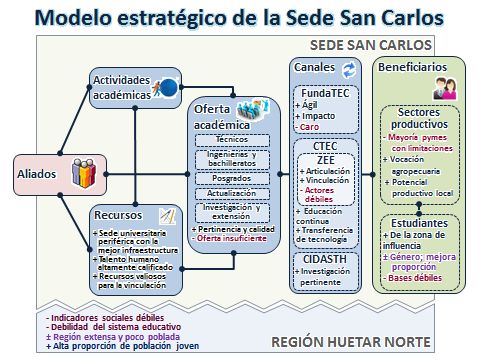 Modelo estratégico de la Sede San Carlos
SEDE SAN CARLOS
Aliados
Actividades
académicas
Recursos
+ Sede universitaria
periférica con la
mejor infraestructura
+ Talento humano
altamente calificado
+ Recursos valiosos
para la vinculación
Oferta
académica
Técnicos
Ingenierías y
bachilleratos
Posgrados
Actualización
Investigación y
extensión
+ Pertinencia y calidad
- Oferta insuficiente
Canales
FundaTEC
+ Ágil
+ Impacto
- Caro
CTEC
ZEE
+ Articulación
+ Vinculación
- Actores
débiles
+ Educación
continua
+ Transferencia
de tecnología
CIDASTH
+ Investigación
pertinente
Beneficiarios
Sectores
productivos
- Mayoría pymes
con limitaciones
+ Vocación
agropecuaria
+ Potencial
productivo local
Estudiantes
+ De la zona de
influencia
± Género; mejora
proporción
- Bases débiles
- Indicadores sociales débiles
- Debilidad del sistema educativo
± Región extensa y poco poblada
+ Alta proporción de población joven
REGIÓN HUETAR NORTE